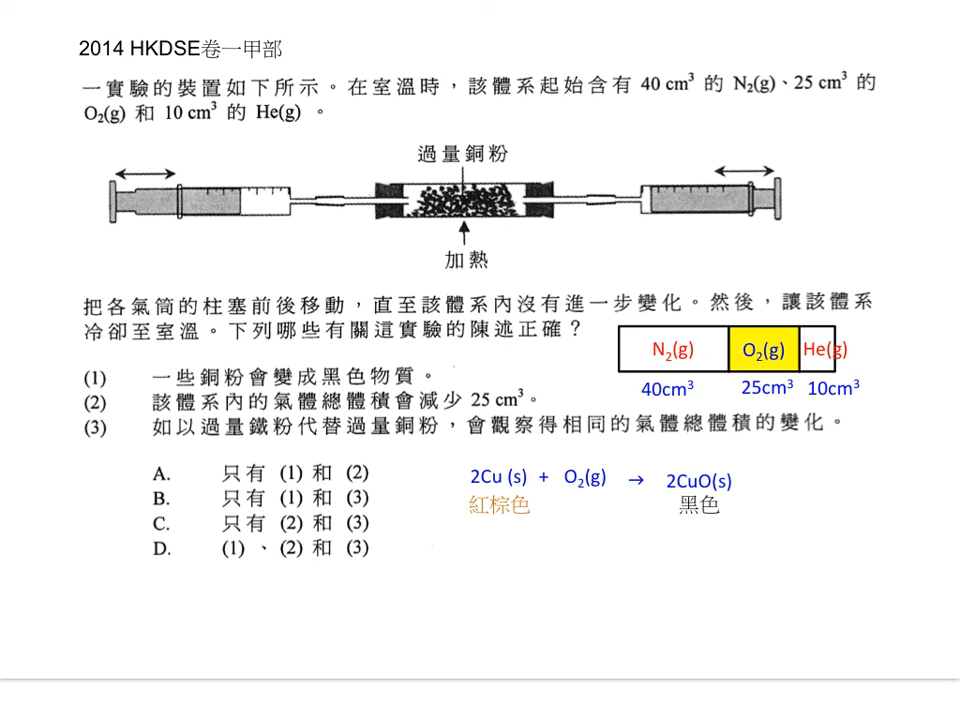 2014 HKDSE卷一甲部
一實驗的裝置如下所示。在室溫時，該體系起始含有 40 cm³ 的 N₂(g)、25 cm³ 的
O₂(g) 和 10 cm³ 的 He(g) 。
過量銅粉
加熱
把各氣筒的柱塞前後移動，直至該體系內沒有進一步變化。然後，讓該體系
冷卻至室溫。下列哪些有關這實驗的陳述正確？
N₂(g) O₂(g) He(g)
40cm³ 25cm³ 10cm³
(1) 一些銅粉會變成黑色物質。
(2) 該體系內的氣體總體積會減少 25 cm³。
(3) 如以過量鐵粉代替過量銅粉，會觀察得相同的氣體總體積的變化。
A. 只有 (1) 和 (2)
B. 只有 (1) 和 (3)
C. 只有 (2) 和 (3)
D. (1) 、 (2) 和 (3)
2Cu (s) + O₂(g) → 2CuO(s)
紅棕色 黑色